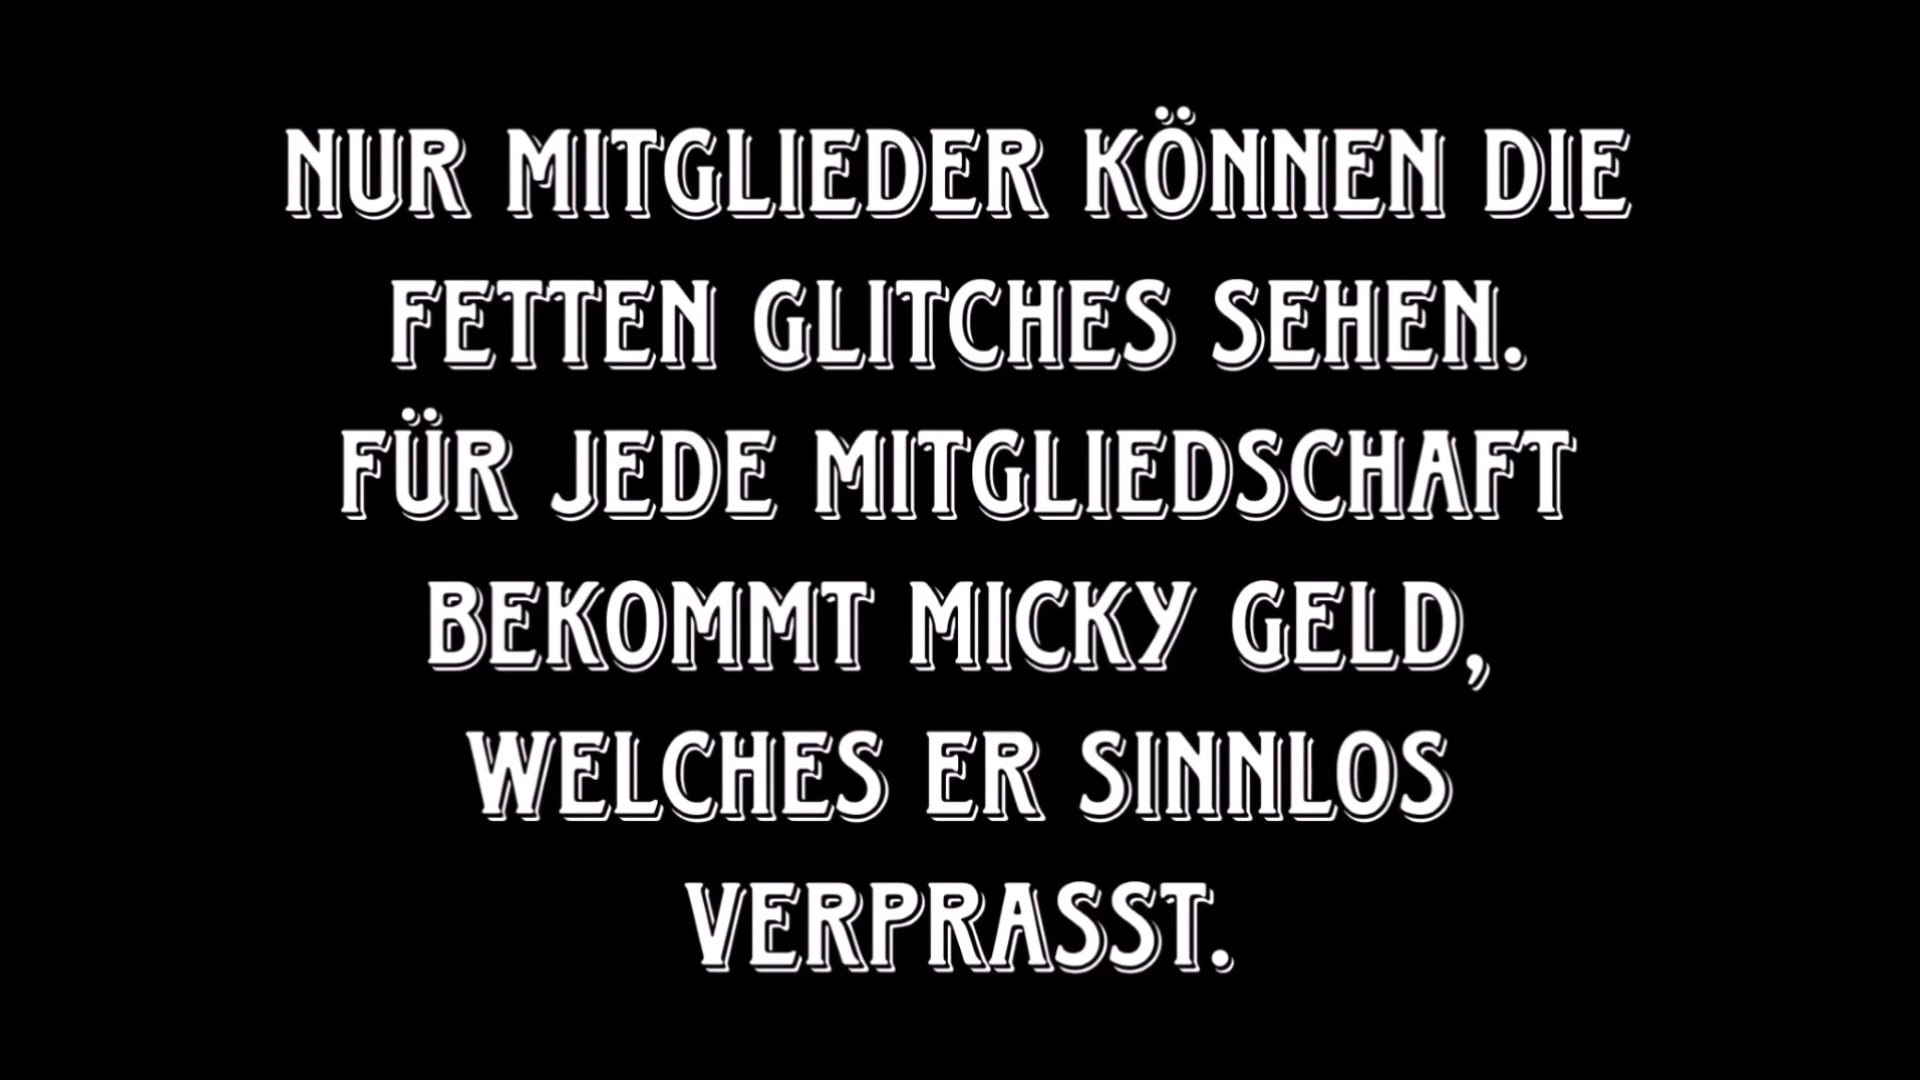 NUR MITGLIEDER KÖNNEN DIE
FETTEN GLITCHES SEHEN.
FÜR JEDE MITGLIEDSCHAFT
BEKOMMT MICKY GELD,
WELCHES ER SINNLOS
VERPRASST.